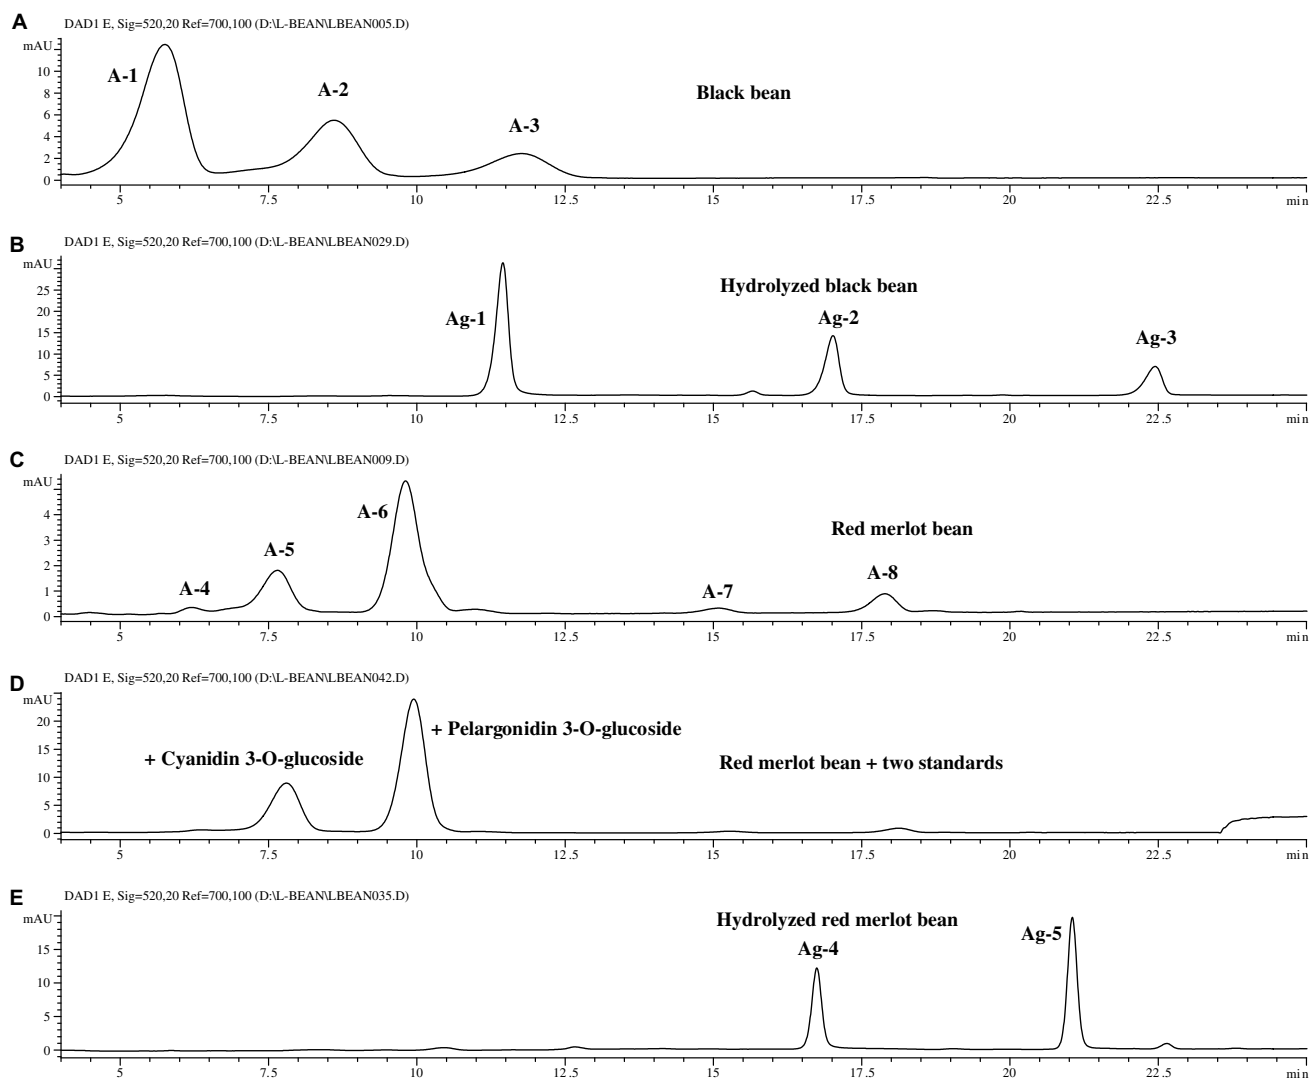 A
DAD1 E, Sig=520,20 Ref=700,100 (D:\L-BEAN\LBEAN005.D)
mAU
10
8
6
4
2
0
A-1
A-2
A-3
Black bean
5 7.5 10 12.5 15 17.5 20 22.5 min
B
DAD1 E, Sig=520,20 Ref=700,100 (D:\L-BEAN\LBEAN029.D)
mAU
25
20
15
10
5
0
Ag-1
Hydrolyzed black bean
Ag-2
Ag-3
5 7.5 10 12.5 15 17.5 20 22.5 min
C
DAD1 E, Sig=520,20 Ref=700,100 (D:\L-BEAN\LBEAN009.D)
mAU
4
3
2
1
0
A-4
A-5
A-6
A-7
A-8
Red merlot bean
5 7.5 10 12.5 15 17.5 20 22.5 min
D
DAD1 E, Sig=520,20 Ref=700,100 (D:\L-BEAN\LBEAN042.D)
mAU
20
15
10
5
0
+ Cyanidin 3-O-glucoside
+ Pelargonidin 3-O-glucoside
Red merlot bean + two standards
5 7.5 10 12.5 15 17.5 20 22.5 min
E
DAD1 E, Sig=520,20 Ref=700,100 (D:\L-BEAN\LBEAN035.D)
mAU
15
10
5
0
Hydrolyzed red merlot bean
Ag-4
Ag-5
5 7.5 10 12.5 15 17.5 20 22.5 min